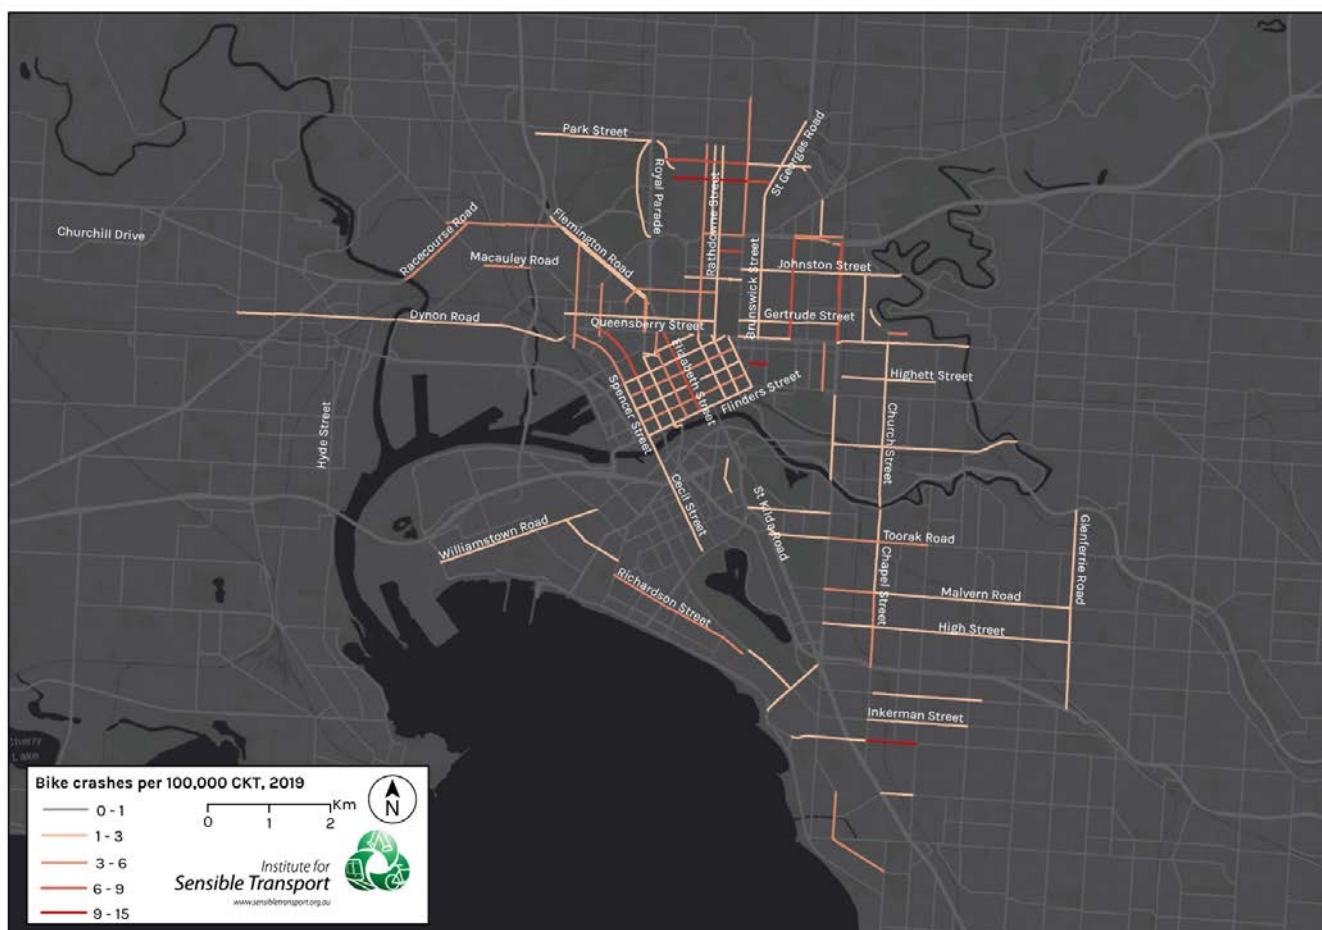 Park Street
St Georges Road
Royal Parade
Rathdowne Street
Churchill Drive
Racecourse Road
Flemington Road
Macauley Road
Johnston Street
Brunswick Street
Dynon Road
Queensberry Street
Gertrude Street
Elizabeth Street
Highett Street
Spencer Street
Flinders Street
Hyde Street
Church Street
Cecil Street
St Kilda Road
Williamstown Road
Toorak Road
Glenferrie Road
Richardson Street
Chapel Street
Malvern Road
High Street
Inkerman Street
Cherry
Lake
Bike crashes per 100,000 CKT, 2019
0 - 1
1 - 3
3 - 6
6 - 9
9 - 15
Km
0 1 2
N
Institute for
Sensible Transport
www.sensibletransport.org.au